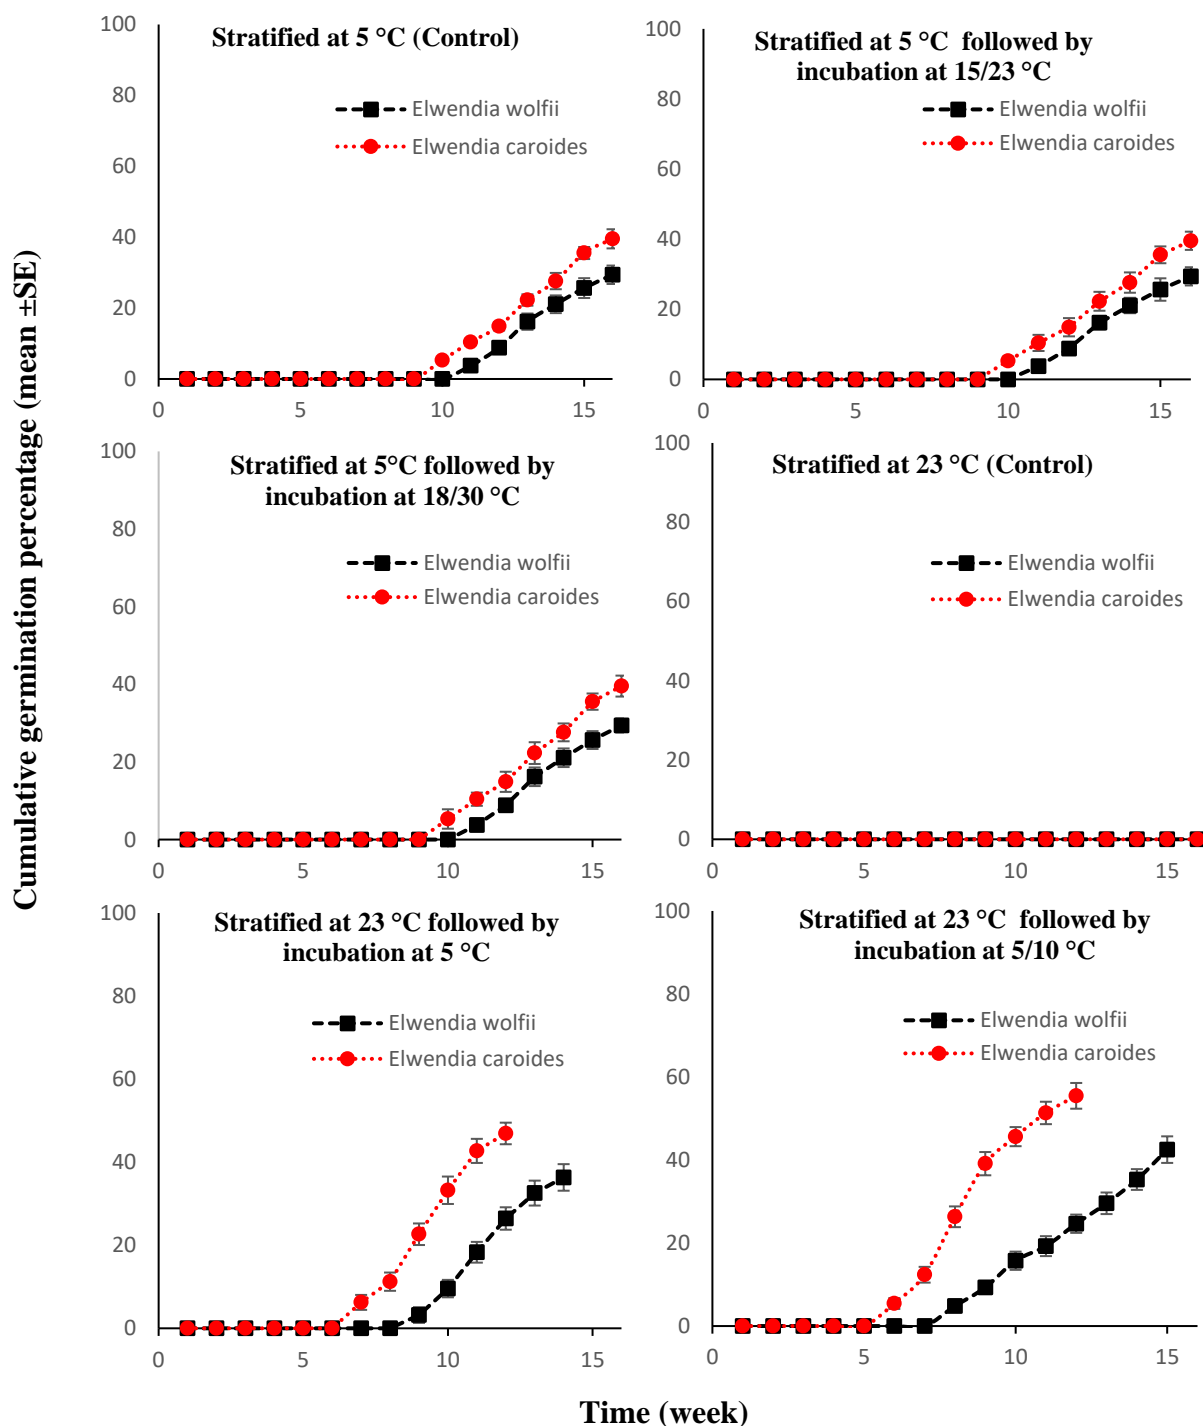 Cumulative germination percentage (mean ±SE)
Stratified at 5 °C (Control)
Elwendia wolfii
Elwendia caroides
100
80
60
40
20
0
0 5 10 15
Stratified at 5 °C followed by
incubation at 15/23 °C
Elwendia wolfii
Elwendia caroides
100
80
60
40
20
0
0 5 10 15
Stratified at 5°C followed by
incubation at 18/30 °C
Elwendia wolfii
Elwendia caroides
100
80
60
40
20
0
0 5 10 15
Stratified at 23 °C (Control)
Elwendia wolfii
Elwendia caroides
100
80
60
40
20
0
0 5 10 15
Stratified at 23 °C followed by
incubation at 5 °C
Elwendia wolfii
Elwendia caroides
100
80
60
40
20
0
0 5 10 15
Stratified at 23 °C followed by
incubation at 5/10 °C
Elwendia wolfii
Elwendia caroides
100
80
60
40
20
0
0 5 10 15
Time (week)